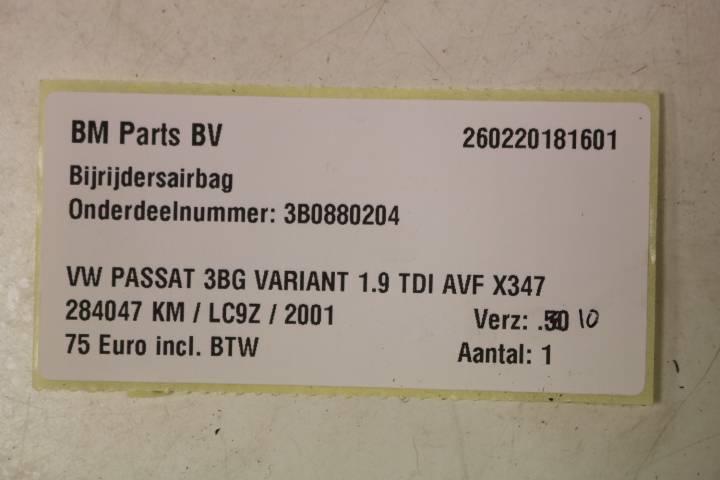 BM Parts BV 260220181601
Bijrijdersairbag
Onderdeelnummer: 3B0880204
VW PASSAT 3BG VARIANT 1.9 TDI AVF X347
284047 KM / LC9Z / 2001 Verz: 10
75 Euro incl. BTW Aantal: 1